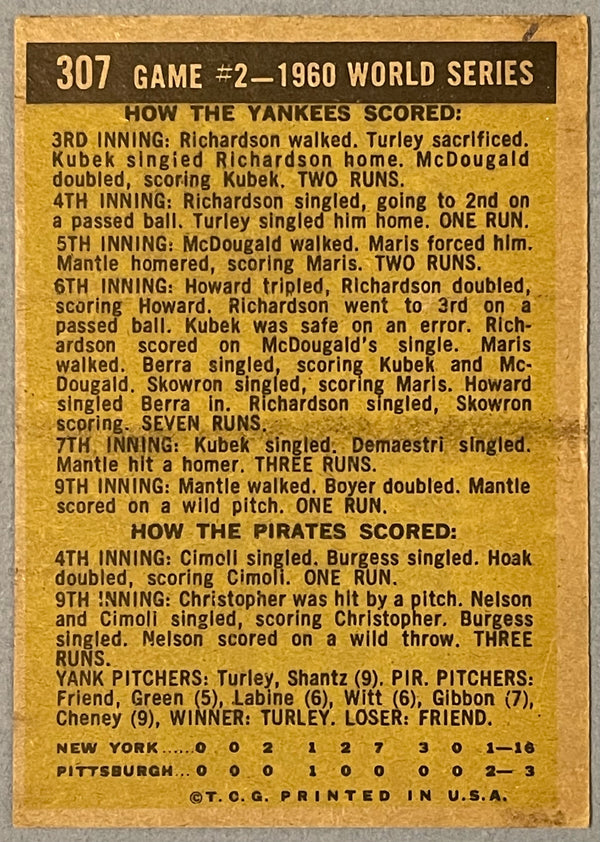 307 GAME #2—1960 WORLD SERIES
HOW THE YANKEES SCORED:
3RD INNING: Richardson walked. Turley sacrificed.
Kubek singled Richardson home. McDougald
doubled, scoring Kubek. TWO RUNS.
4TH INNING: Richardson singled, going to 2nd on
a passed ball. Turley singled him home. ONE RUN.
5TH INNING: McDougald walked. Maris forced him.
Mantle homered, scoring Maris. TWO RUNS.
6TH INNING: Howard tripled, Richardson doubled,
scoring Howard. Richardson went to 3rd on a
passed ball. Kubek was safe on an error. Rich-
ardson scored on McDougald's single. Maris
walked. Berra singled, scoring Kubek and Mc-
Dougald. Skowron singled, scoring Maris. Howard
singled Berra in. Richardson singled, Skowron
scoring. SEVEN RUNS.
7TH INNING: Kubek singled. Demaestri singled.
Mantle hit a homer. THREE RUNS.
9TH INNING: Mantle walked. Boyer doubled. Mantle
scored on a wild pitch. ONE RUN.
HOW THE PIRATES SCORED:
4TH INNING: Cimoli singled. Burgess singled. Hoak
doubled, scoring Cimoli. ONE RUN.
9TH INNING: Christopher was hit by a pitch. Nelson
and Cimoli singled, scoring Christopher. Burgess
singled. Nelson scored on a wild throw. THREE
RUNS.
YANK PITCHERS: Turley, Shantz (9). PIR. PITCHERS:
Friend, Green (5), Labine (6), Witt (6), Gibbon (7),
Cheney (9), WINNER: TURLEY. LOSER: FRIEND.
NEW YORK......0 0 2 1 2 7 3 0 1—16
PITTSBURGH...0 0 0 1 0 0 0 0 2— 3
©T.C.G. PRINTED IN U.S.A.